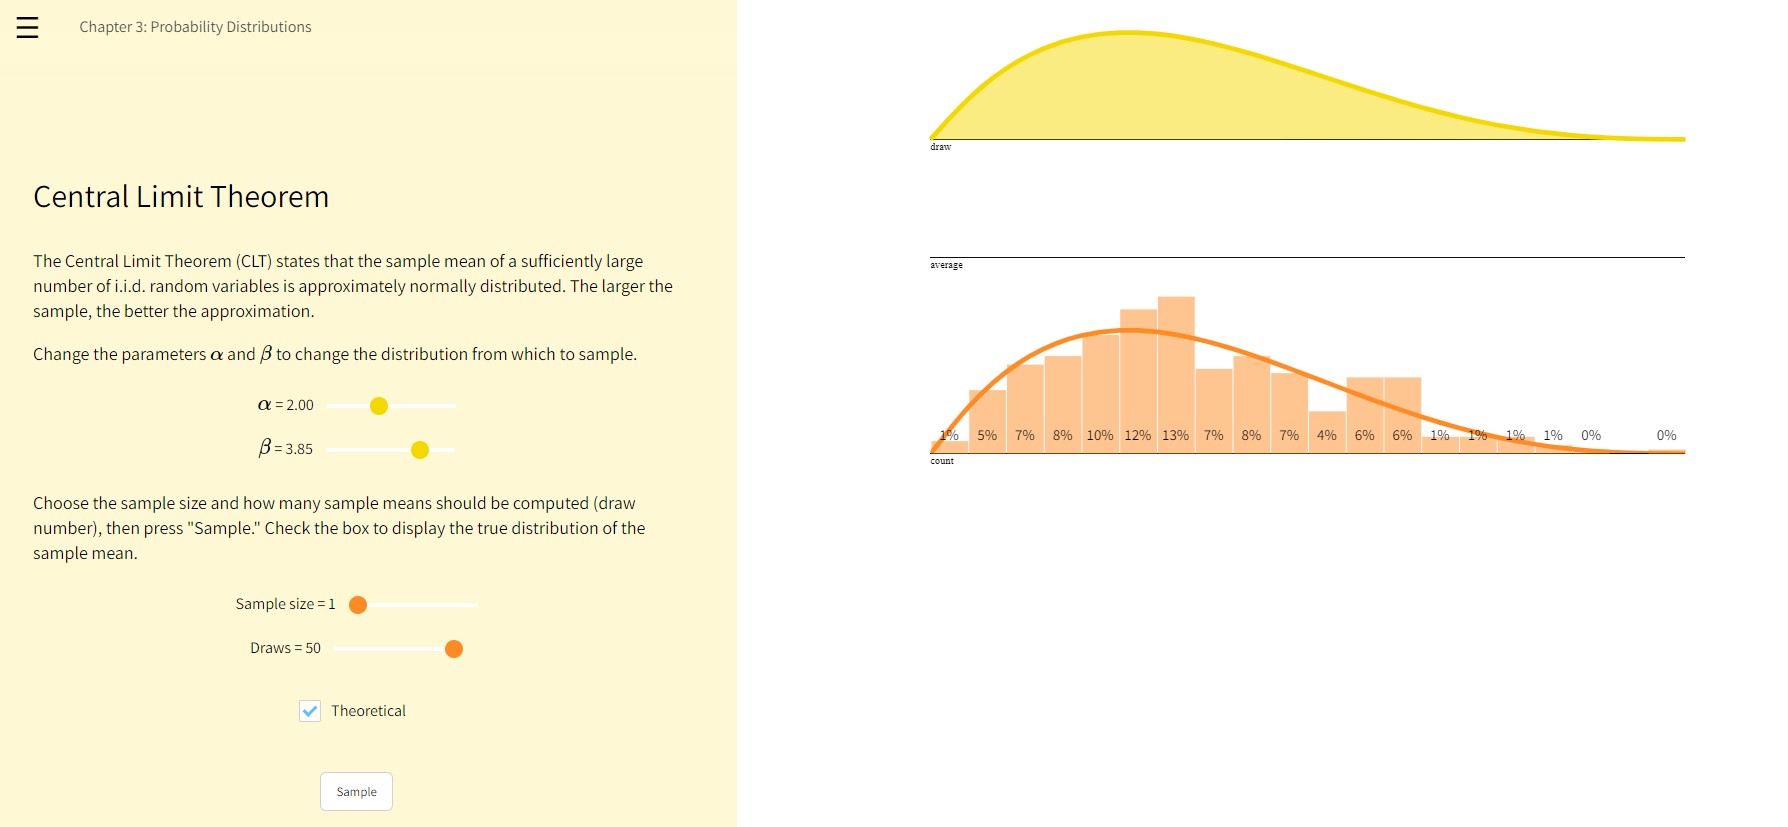 Chapter 3: Probability Distributions
Central Limit Theorem
The Central Limit Theorem (CLT) states that the sample mean of a sufficiently large
number of i.i.d. random variables is approximately normally distributed. The larger the
sample, the better the approximation.
Change the parameters α and β to change the distribution from which to sample.
α = 2.00
β = 3.85
Choose the sample size and how many sample means should be computed (draw
number), then press "Sample." Check the box to display the true distribution of the
sample mean.
Sample size = 1
Draws = 50
Theoretical
Sample
draw
average
1% 5% 7% 8% 10% 12% 13% 7% 8% 7% 4% 6% 6% 1% 1% 1% 1% 0% 0%
count